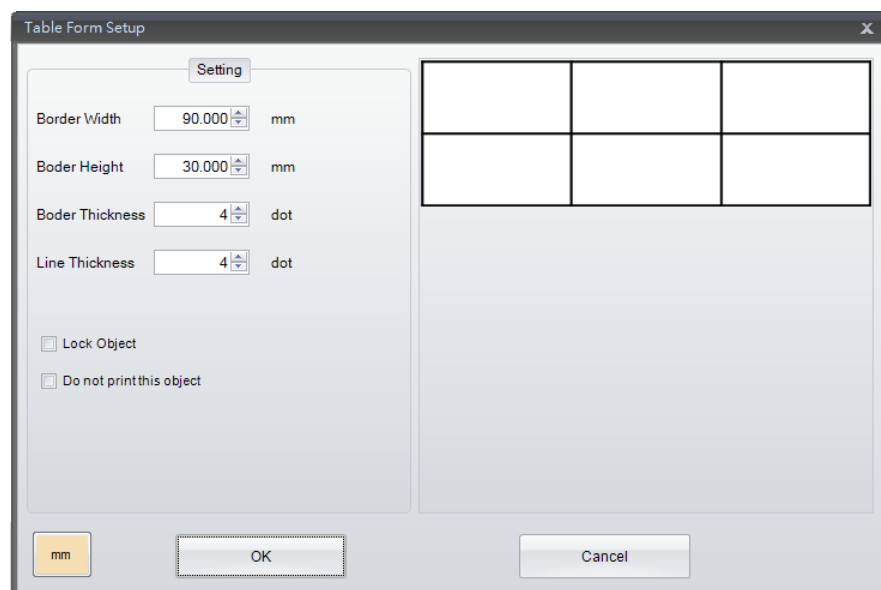 Table Form Setup x
Setting
Border Width 90.000 mm
Boder Height 30.000 mm
Boder Thickness 4 dot
Line Thickness 4 dot
Lock Object
Do not print this object
mm OK Cancel